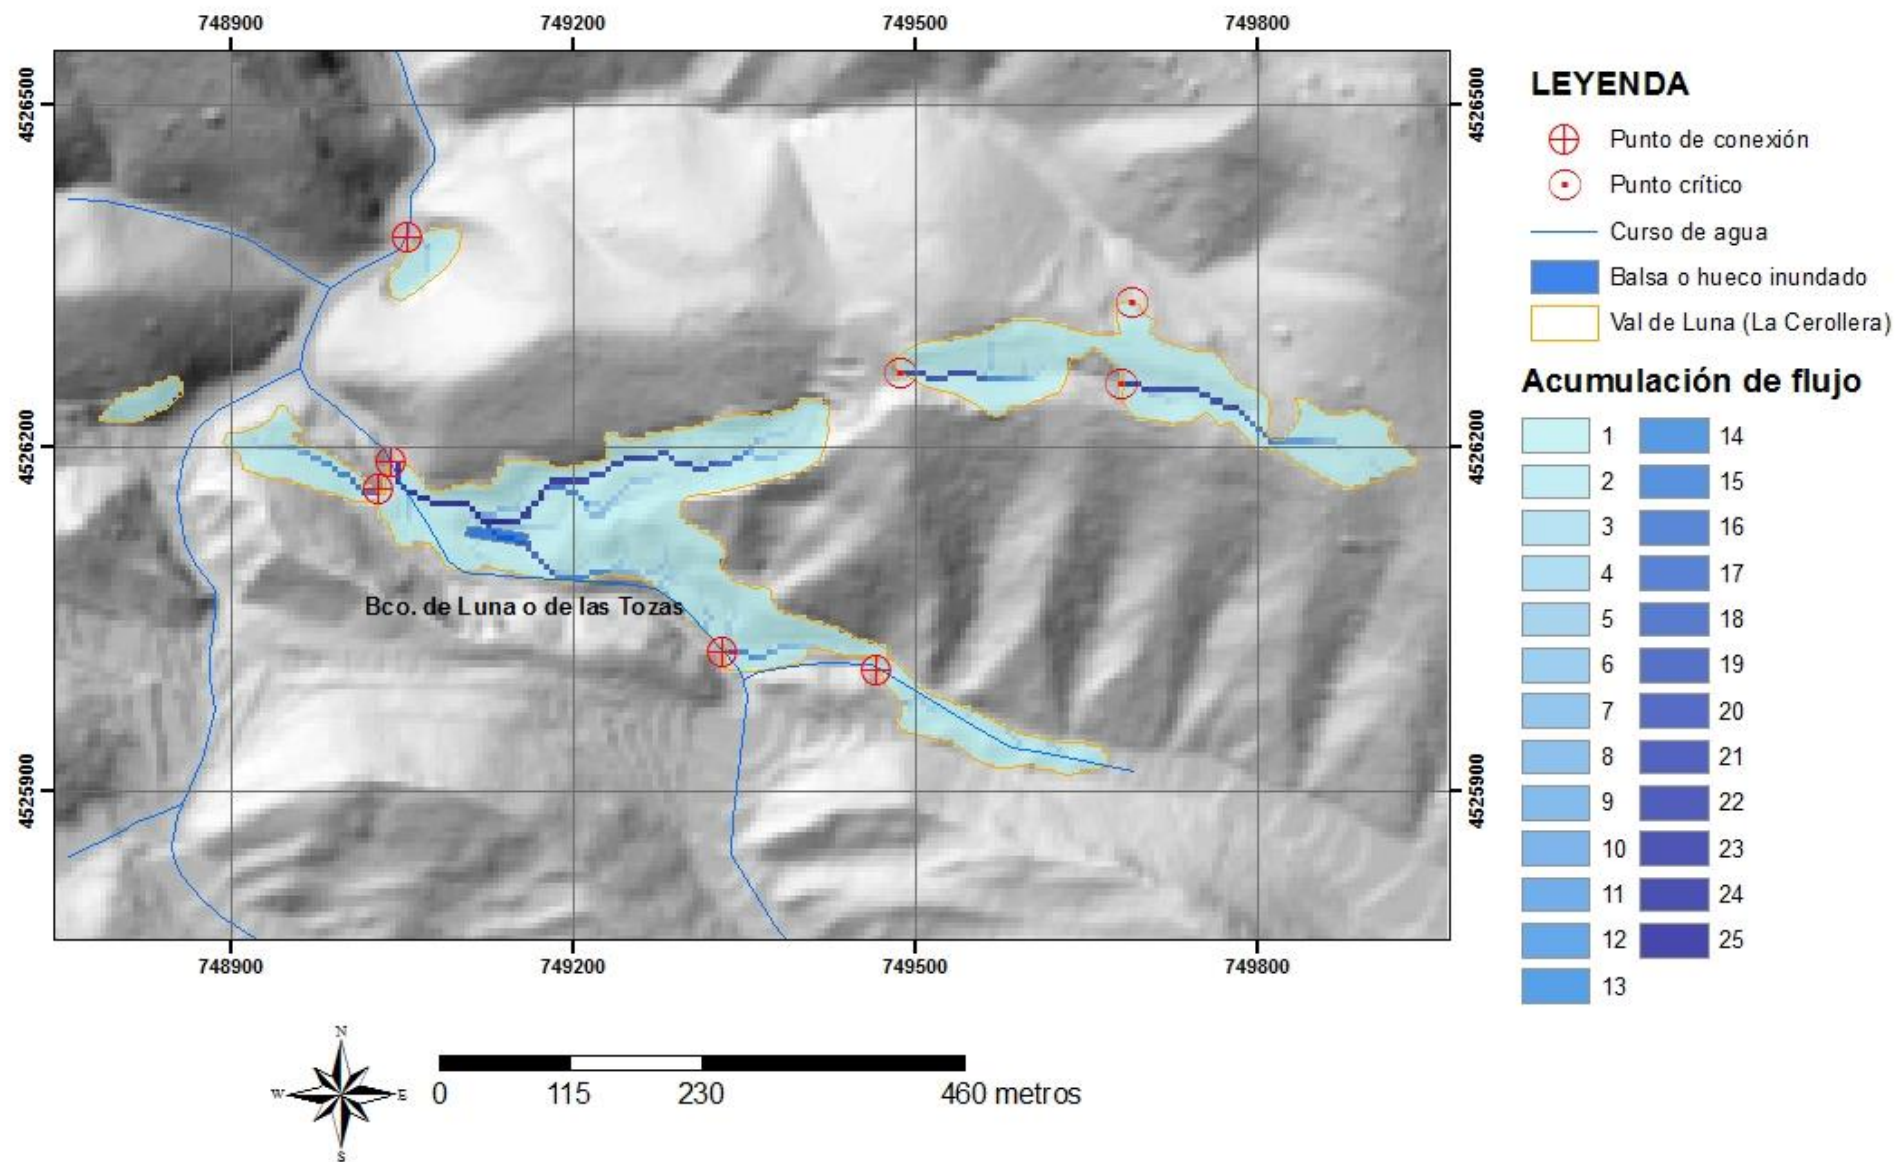 748900 749200 749500 749800
4526500 4526500
4526200 4526200
4525900 4525900
Bco. de Luna o de las Tozas
748900 749200 749500 749800
N
W E
S
0 115 230 460 metros
LEYENDA
Punto de conexión
Punto crítico
Curso de agua
Balsa o hueco inundado
Val de Luna (La Cerollera)
Acumulación de flujo
1 14
2 15
3 16
4 17
5 18
6 19
7 20
8 21
9 22
10 23
11 24
12 25
13